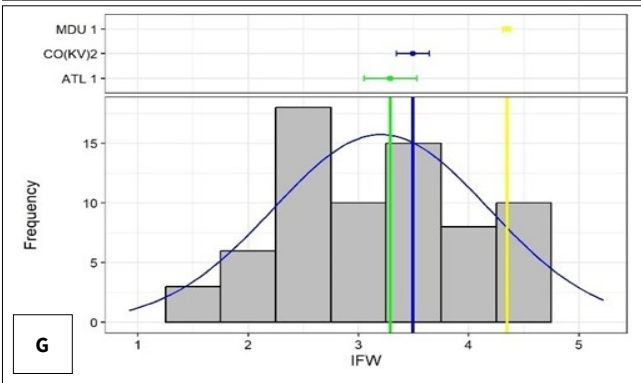 MDU 1
CO(KV)2
ATL 1
15
10
5
0
Frequency
1 2 3 4 5
IFW
G